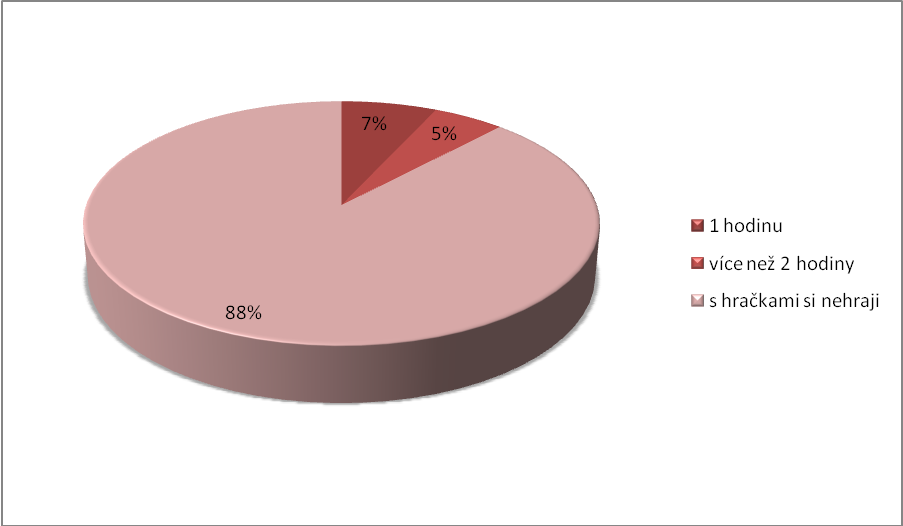 7%
5%
88%
1 hodinu
více než 2 hodiny
s hračkami si nehraji